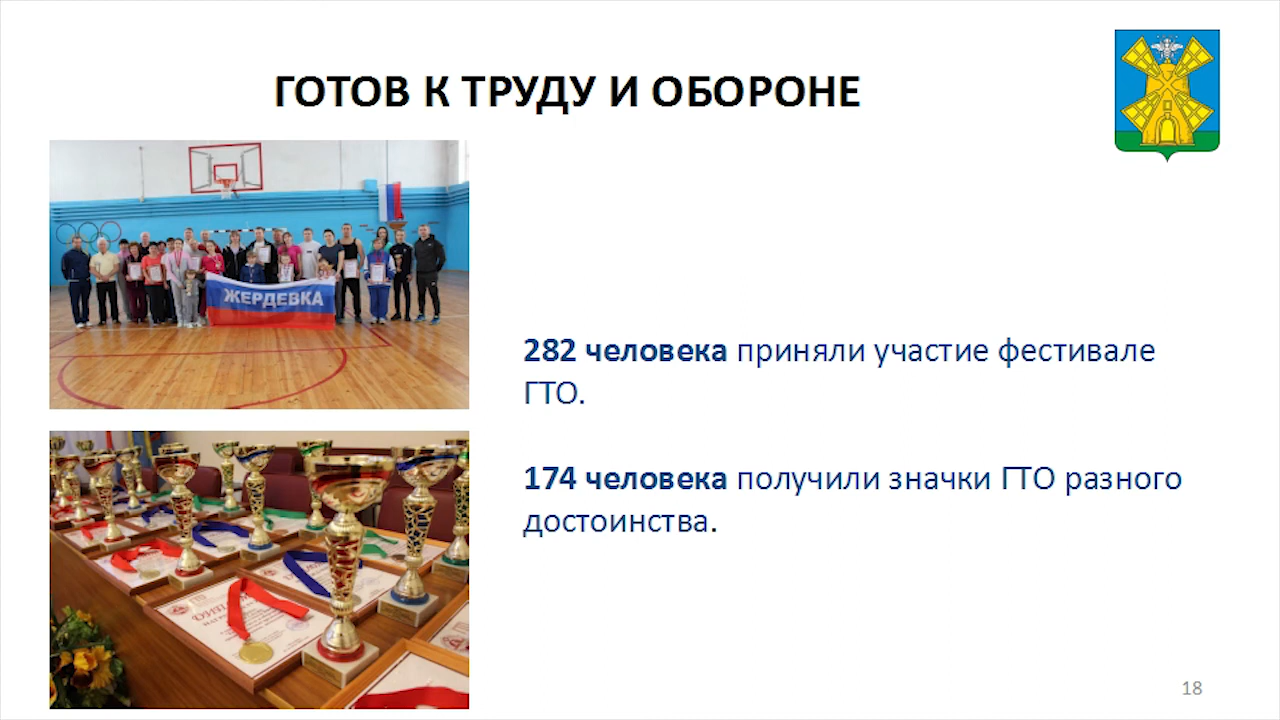 ГОТОВ К ТРУДУ И ОБОРОНЕ
ЖЕРДЕВКА
282 человека приняли участие фестивале
ГТО.
174 человека получили значки ГТО разного
достоинства.
18